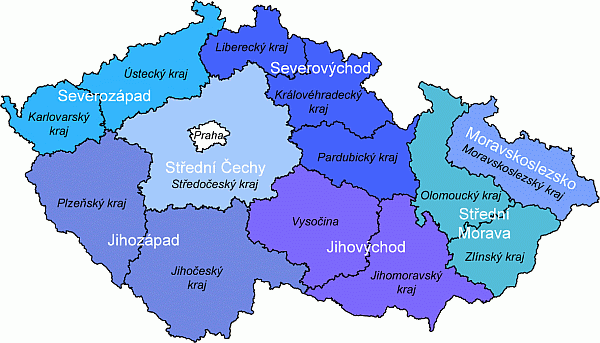 Liberecký kraj
Severovýchod
Ústecký kraj
Severozápad
Královéhradecký
kraj
Karlovarský
kraj
Praha
Moravskoslezsko
Moravskoslezský kraj
Střední Čechy
Středočeský kraj
Pardubický kraj
Plzeňský kraj
Olomoucký kraj
Střední
Morava
Vysočina
Jihozápad
Jihovýchod
Zlínský kraj
Jihočeský
kraj
Jihomoravský
kraj